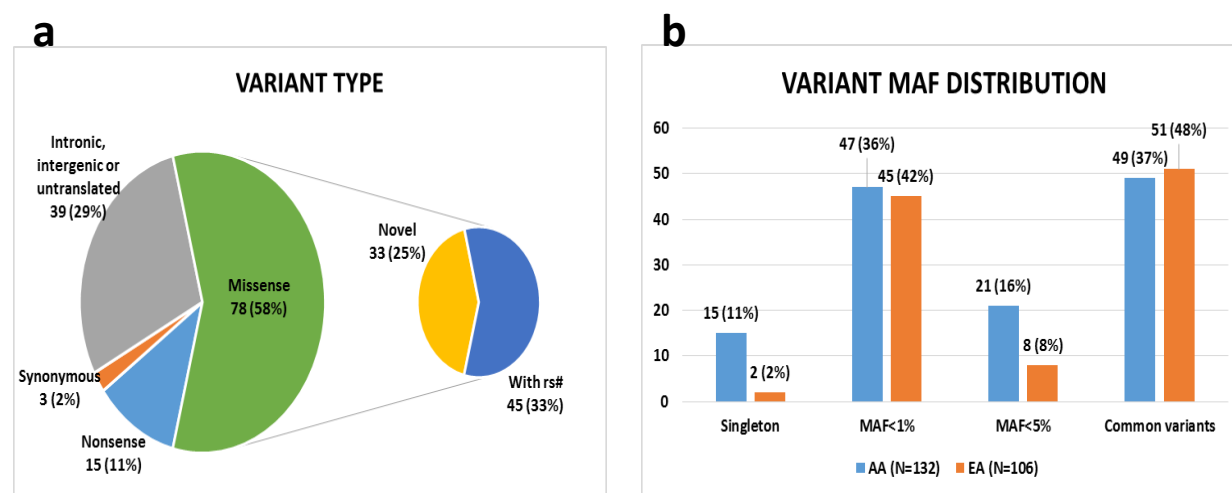 a
VARIANT TYPE
Intronic,
intergenic or
untranslated
39 (29%)
Missense
78 (58%)
Synonymous
3 (2%)
Nonsense
15 (11%)
Novel
33 (25%)
With rs#
45 (33%)
b
VARIANT MAF DISTRIBUTION
60
50
40
30
20
10
0
15 (11%)
2 (2%)
47 (36%)
45 (42%)
21 (16%)
8 (8%)
49 (37%)
51 (48%)
Singleton
MAF<1%
MAF<5%
Common variants
AA (N=132)
EA (N=106)